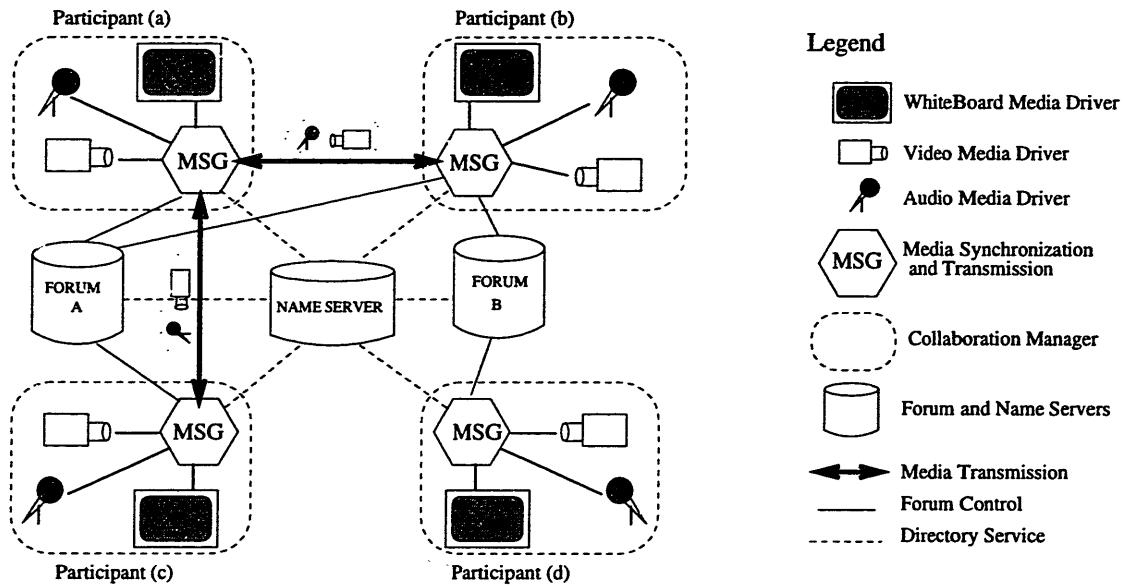 Participant (a)
Participant (b)
MSG
MSG
FORUM
A
NAME SERVER
FORUM
B
MSG
MSG
Participant (c)
Participant (d)
Legend
WhiteBoard Media Driver
Video Media Driver
Audio Media Driver
MSG
Media Synchronization
and Transmission
Collaboration Manager
Forum and Name Servers
Media Transmission
Forum Control
Directory Service